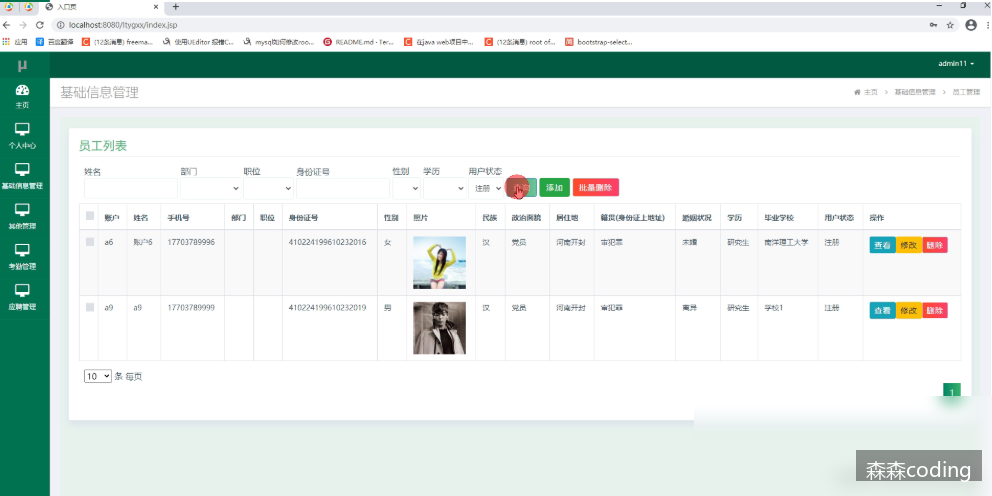 入口页
localhost:8080/ltygxx/index.jsp
应用 百度翻译 (12条消息) freema... 使用UEditor 报错C... mysql如何修改roo... README.md · Ter... 在java web项目中... (12条消息) root of... bootstrap-select...
μ
admin11
主页
个人中心
基础信息管理
其他管理
考勤管理
应聘管理
基础信息管理
主页 > 基础信息管理 > 员工管理
员工列表
姓名 部门 职位 身份证号 性别 学历 用户状态
注册 添加 批量删除
账户 姓名 手机号 部门 职位 身份证号 性别 照片 民族 政治面貌 居住地 籍贯(身份证上地址) 婚姻状况 学历 毕业学校 用户状态 操作
a6 账户6 17703789996 410224199610232016 女 汉 党员 河南开封 未婚 研究生 南洋理工大学 注册 查看 修改 删除
a9 a9 17703789999 410224199610232019 男 汉 党员 河南开封 离异 研究生 学校1 注册 查看 修改 删除
10 条 每页
1
森森coding